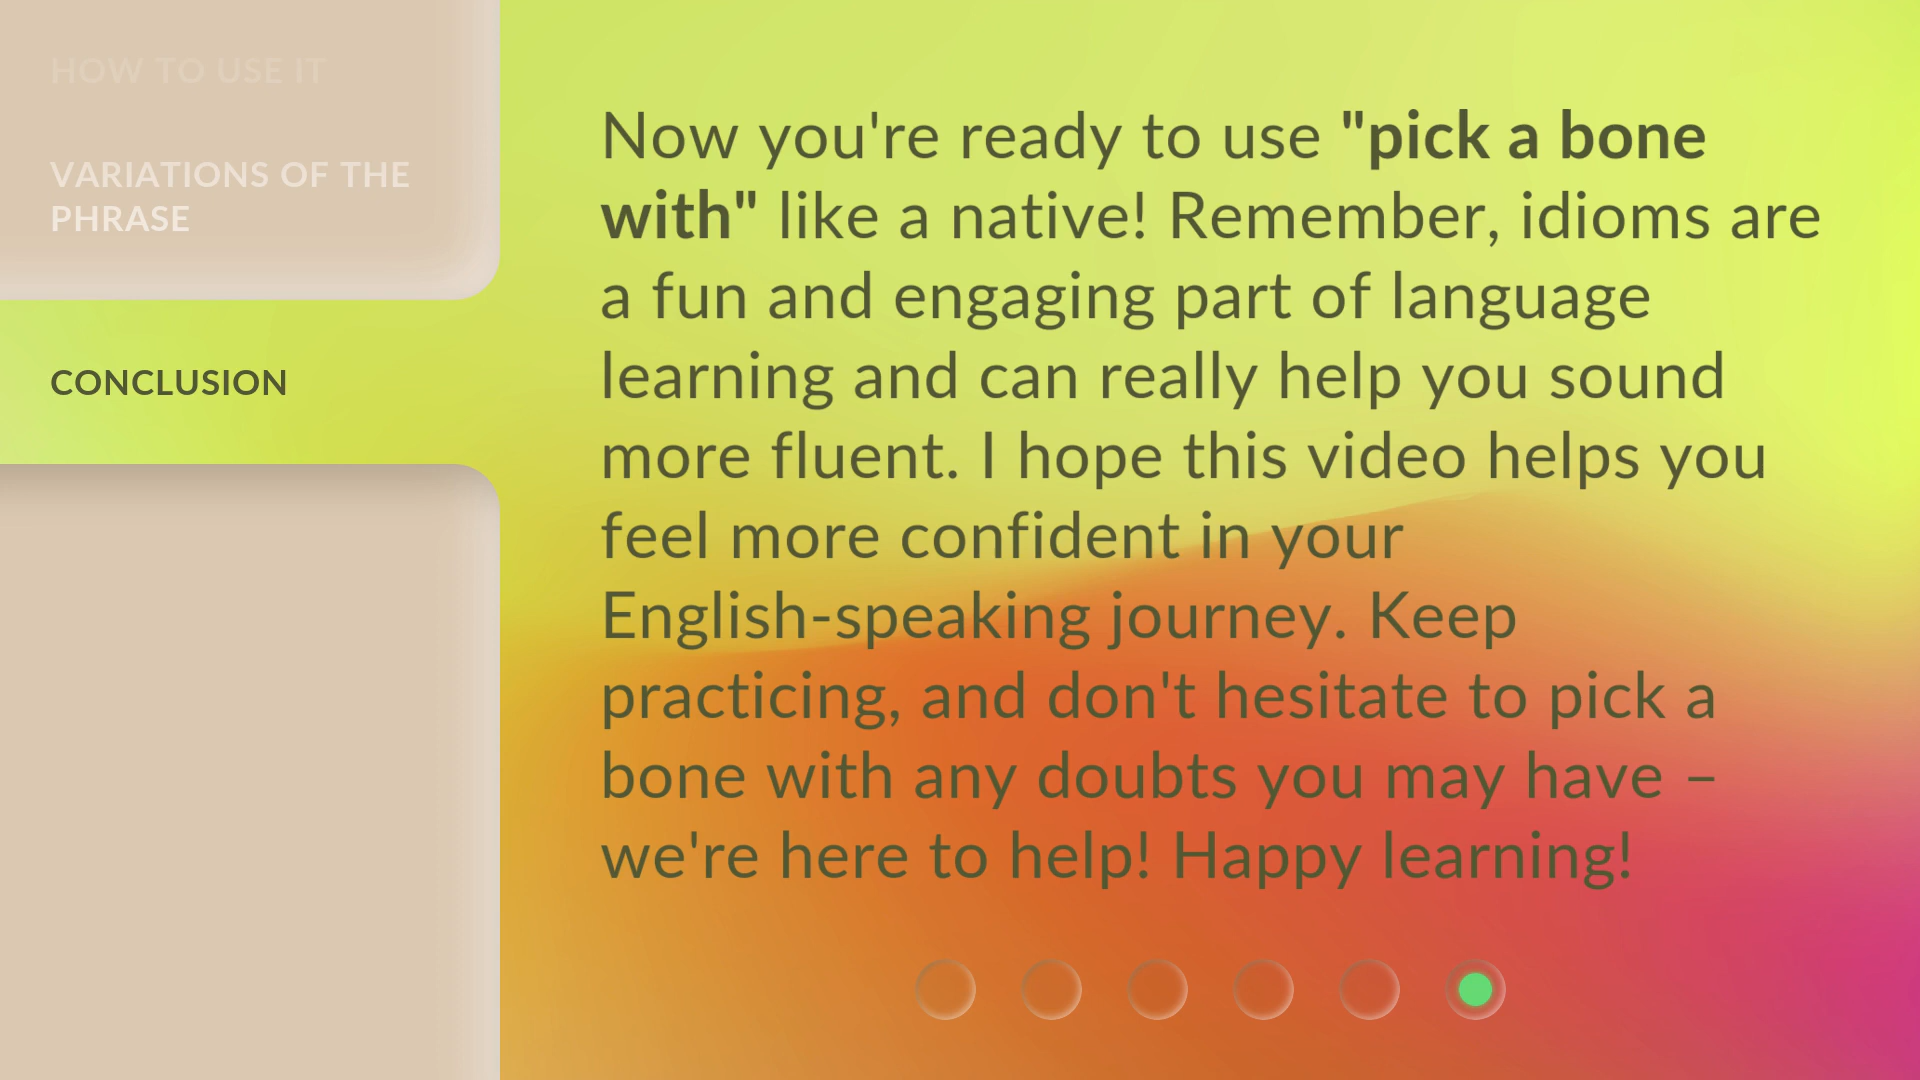 HOW TO USE IT
VARIATIONS OF THE
PHRASE
CONCLUSION
Now you're ready to use "pick a bone
with" like a native! Remember, idioms are
a fun and engaging part of language
learning and can really help you sound
more fluent. I hope this video helps you
feel more confident in your
English-speaking journey. Keep
practicing, and don't hesitate to pick a
bone with any doubts you may have –
we're here to help! Happy learning!